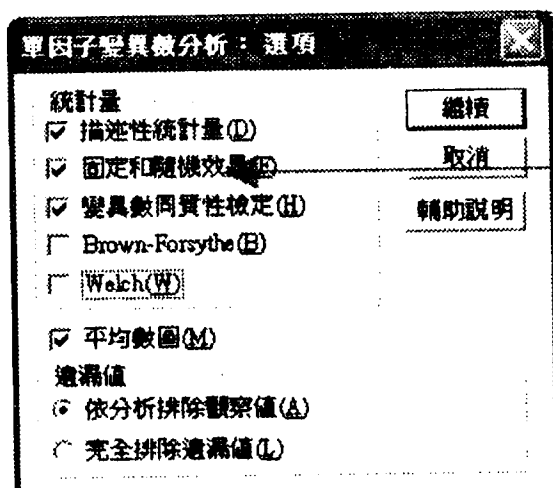 單因子變異數分析：選項
統計量
描述性統計量(D)
固定和隨機效果(F)
變異數同質性檢定(H)
Brown-Forsythe(B)
Welch(W)
平均數圖(M)
遺漏值
依分析排除觀察值(A)
完全排除遺漏值(L)
繼續
取消
輔助說明